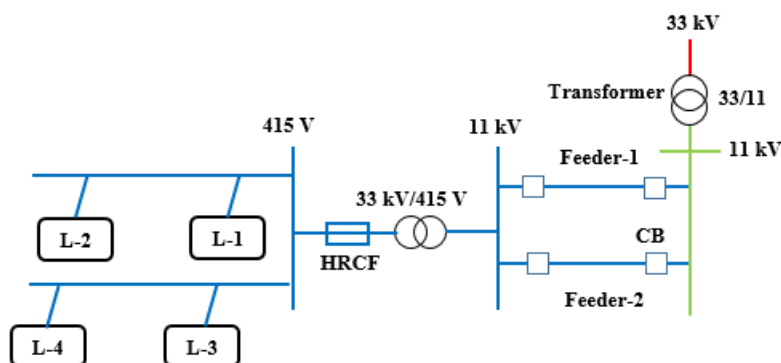 33 kV
Transformer
33/11
415 V
11 kV
11 kV
Feeder-1
33 kV/415 V
L-2
L-1
HRCF
CB
Feeder-2
L-4
L-3